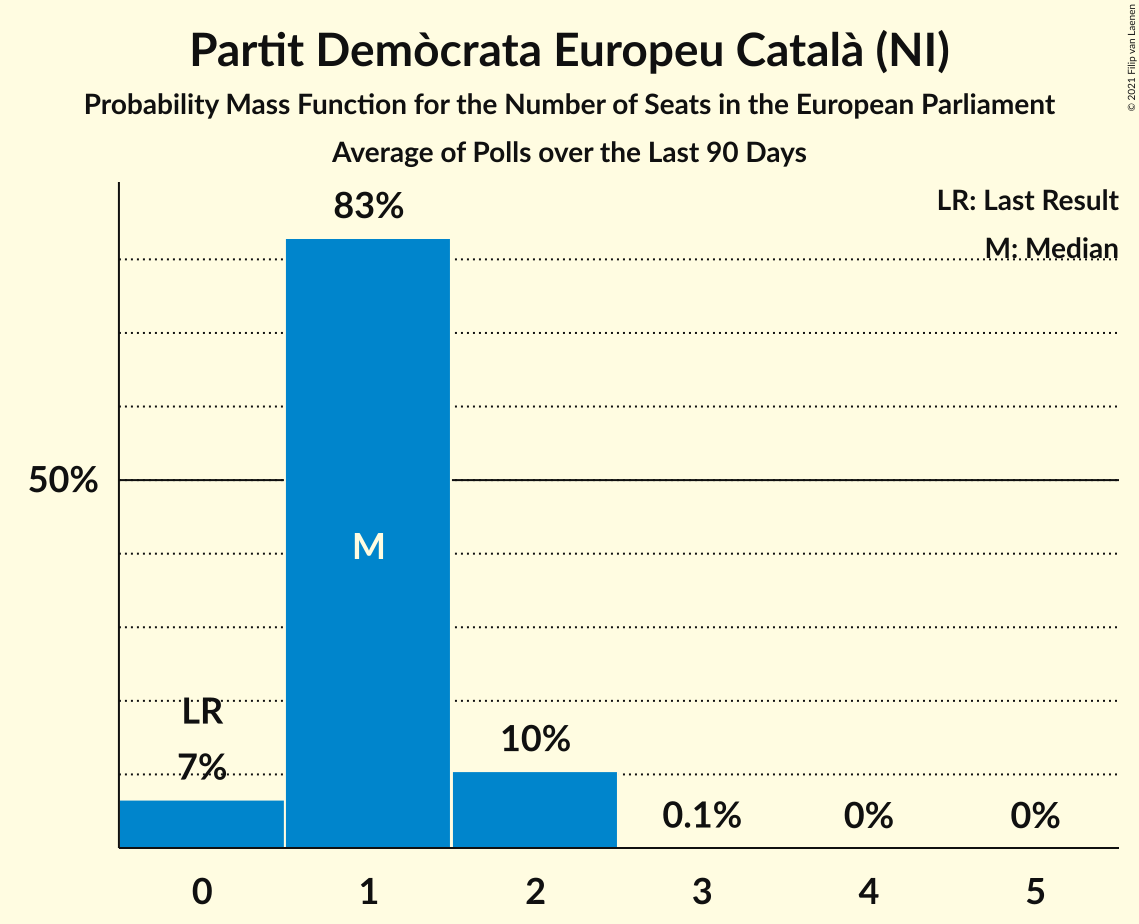 Partit Demòcrata Europeu Català (NI)
Probability Mass Function for the Number of Seats in the European Parliament
Average of Polls over the Last 90 Days
© 2021 Filip van Laenen
LR: Last Result
M: Median
83%
50%
M
LR
7%
10%
0.1%
0%
0%
0
1
2
3
4
5